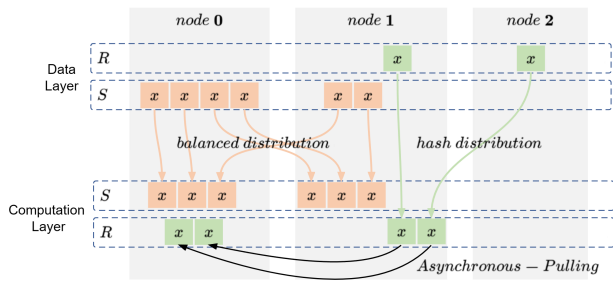 node 0 node 1 node 2
Data Layer
R x x
S x x x x x x
balanced distribution hash distribution
Computation Layer
S x x x x x x
R x x x x
Asynchronous - Pulling